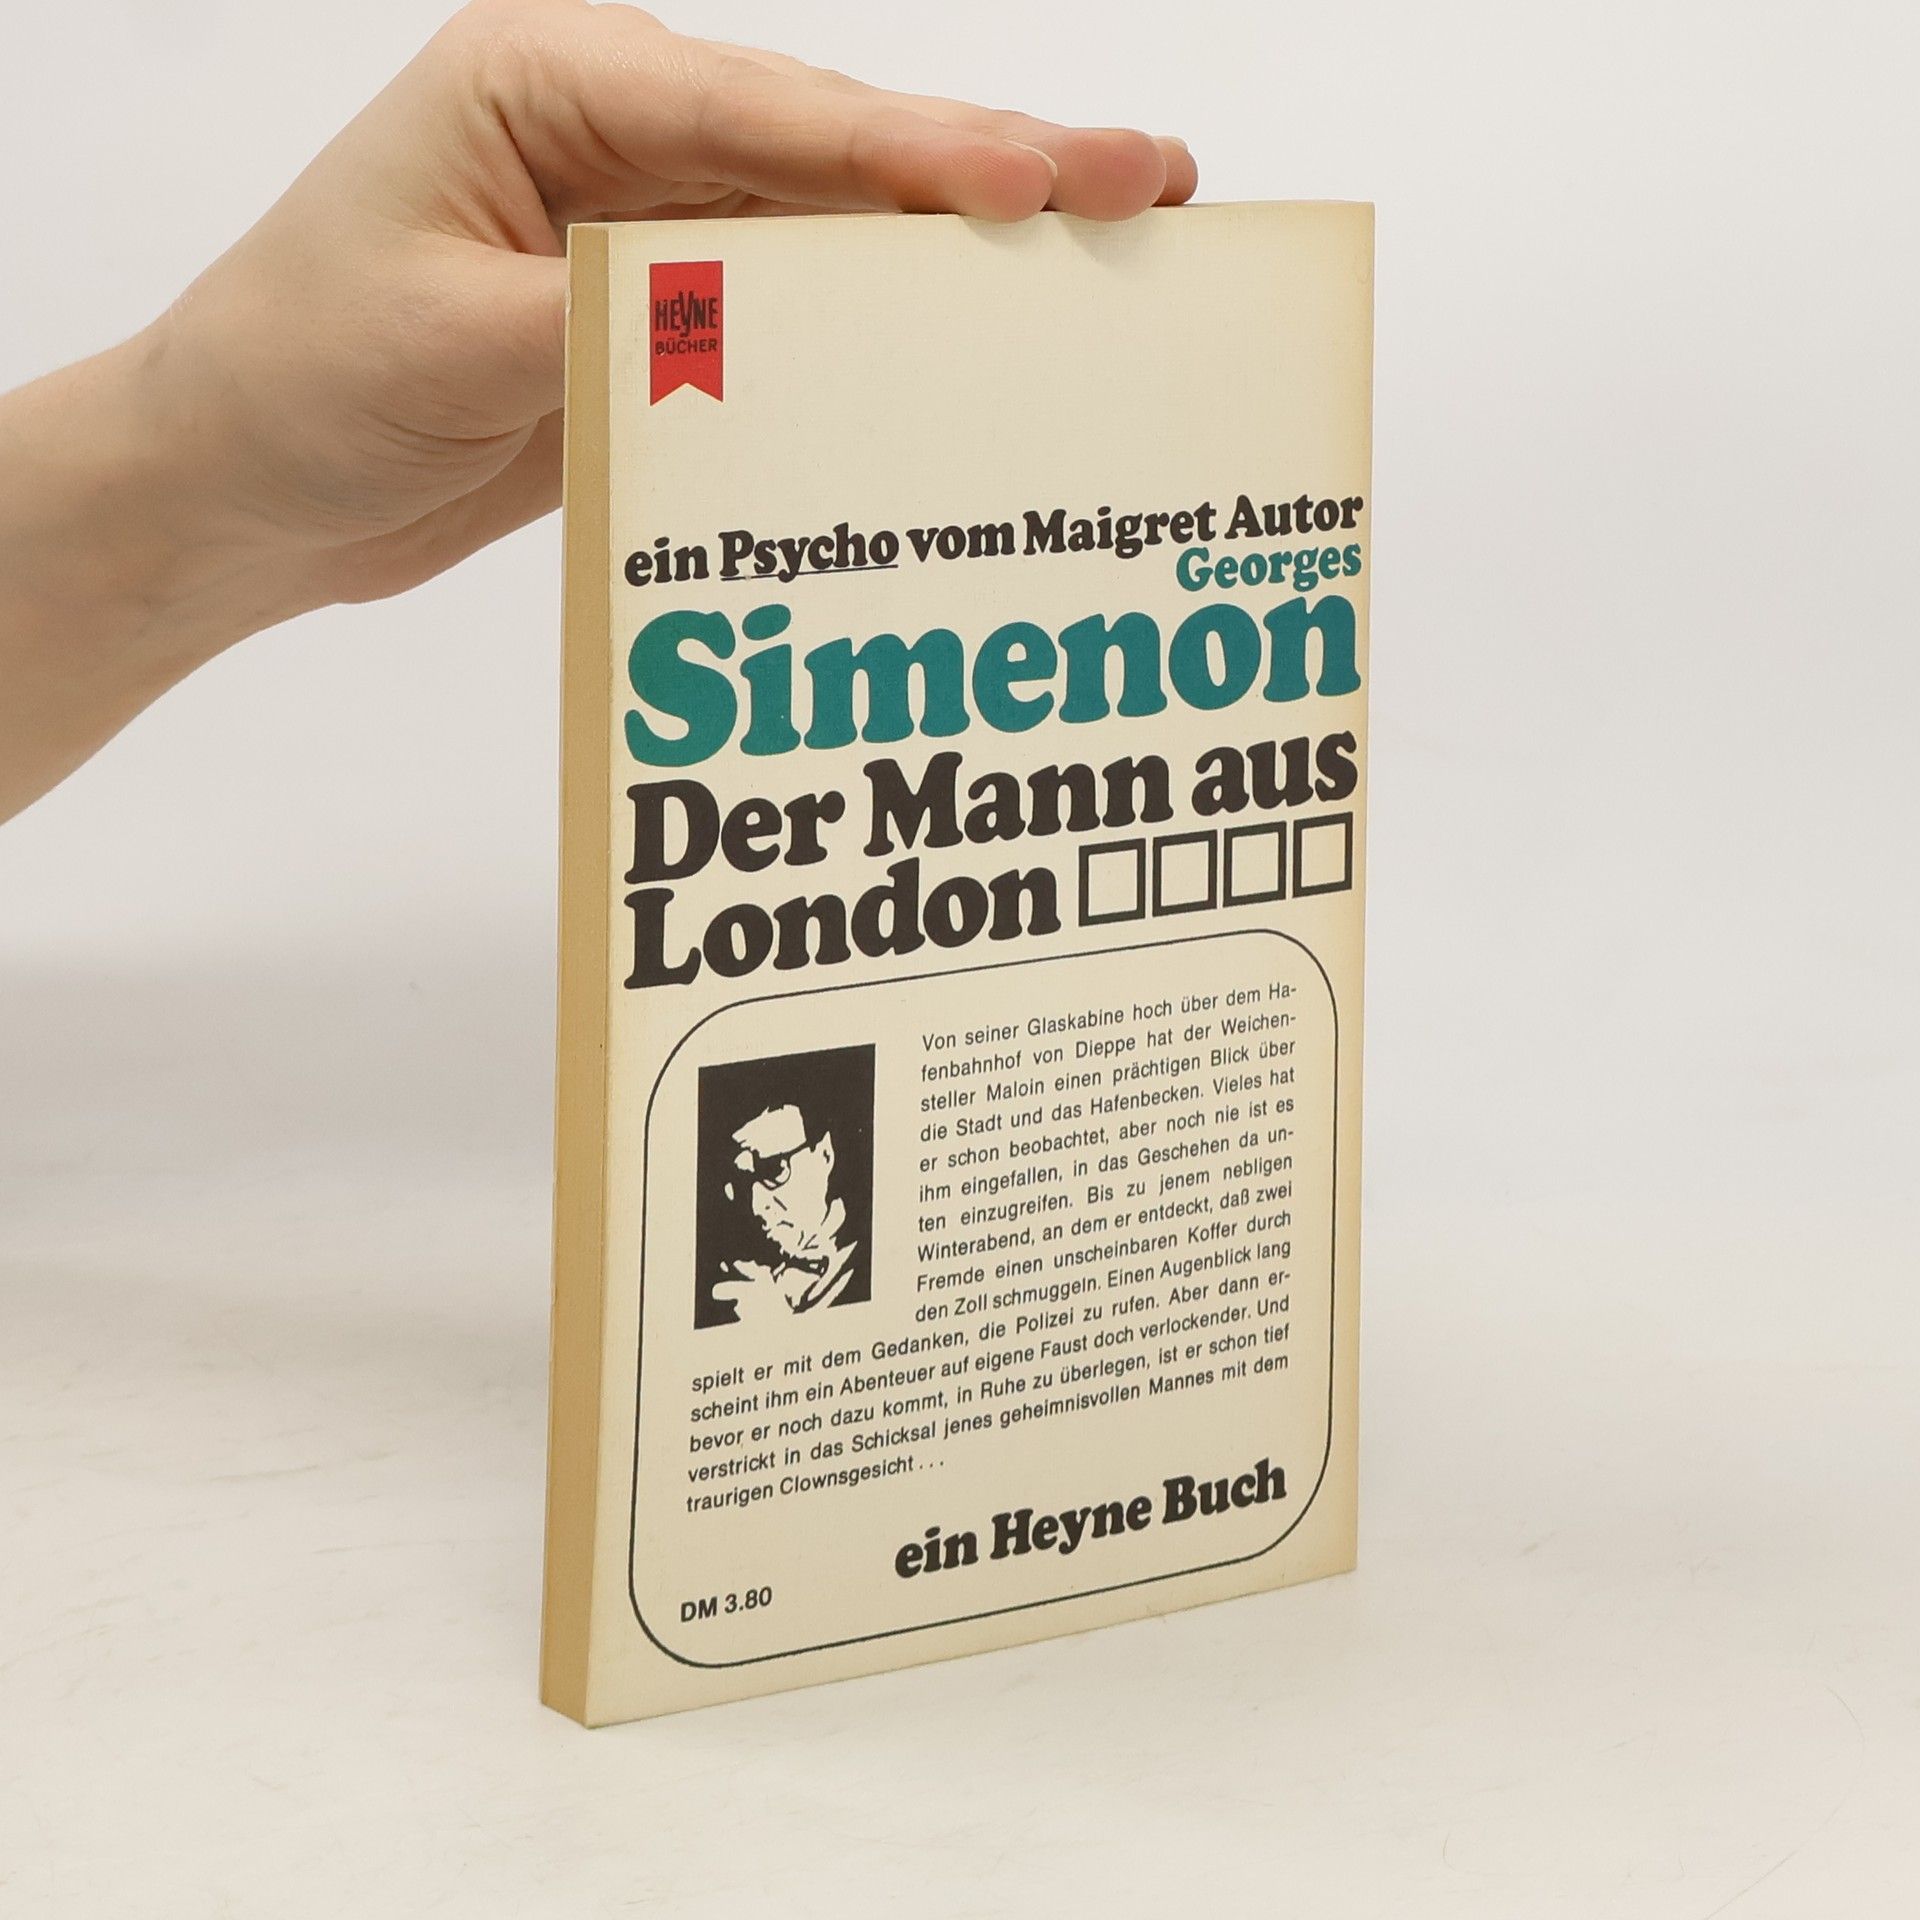 HEYNE
BÜCHER
ein Psycho vom Maigret Autor
Georges
Simenon
Der Mann aus
London
Von seiner Glaskabine hoch über dem Ha-
fenbahnhof von Dieppe hat der Weichen-
steller Maloin einen prächtigen Blick über
die Stadt und das Hafenbecken. Vieles hat
er schon beobachtet, aber noch nie ist es
ihm eingefallen, in das Geschehen da un-
ten einzugreifen. Bis zu jenem nebligen
Winterabend, an dem er entdeckt, daß zwei
Fremde einen unscheinbaren Koffer durch
den Zoll schmuggeln. Einen Augenblick lang
spielt er mit dem Gedanken, die Polizei zu rufen. Aber dann er-
scheint ihm ein Abenteuer auf eigene Faust doch verlockender. Und
bevor er noch dazu kommt, in Ruhe zu überlegen, ist er schon tief
verstrickt in das Schicksal jenes geheimnisvollen Mannes mit dem
traurigen Clownsgesicht . . .
ein Heyne Buch
DM 3.80